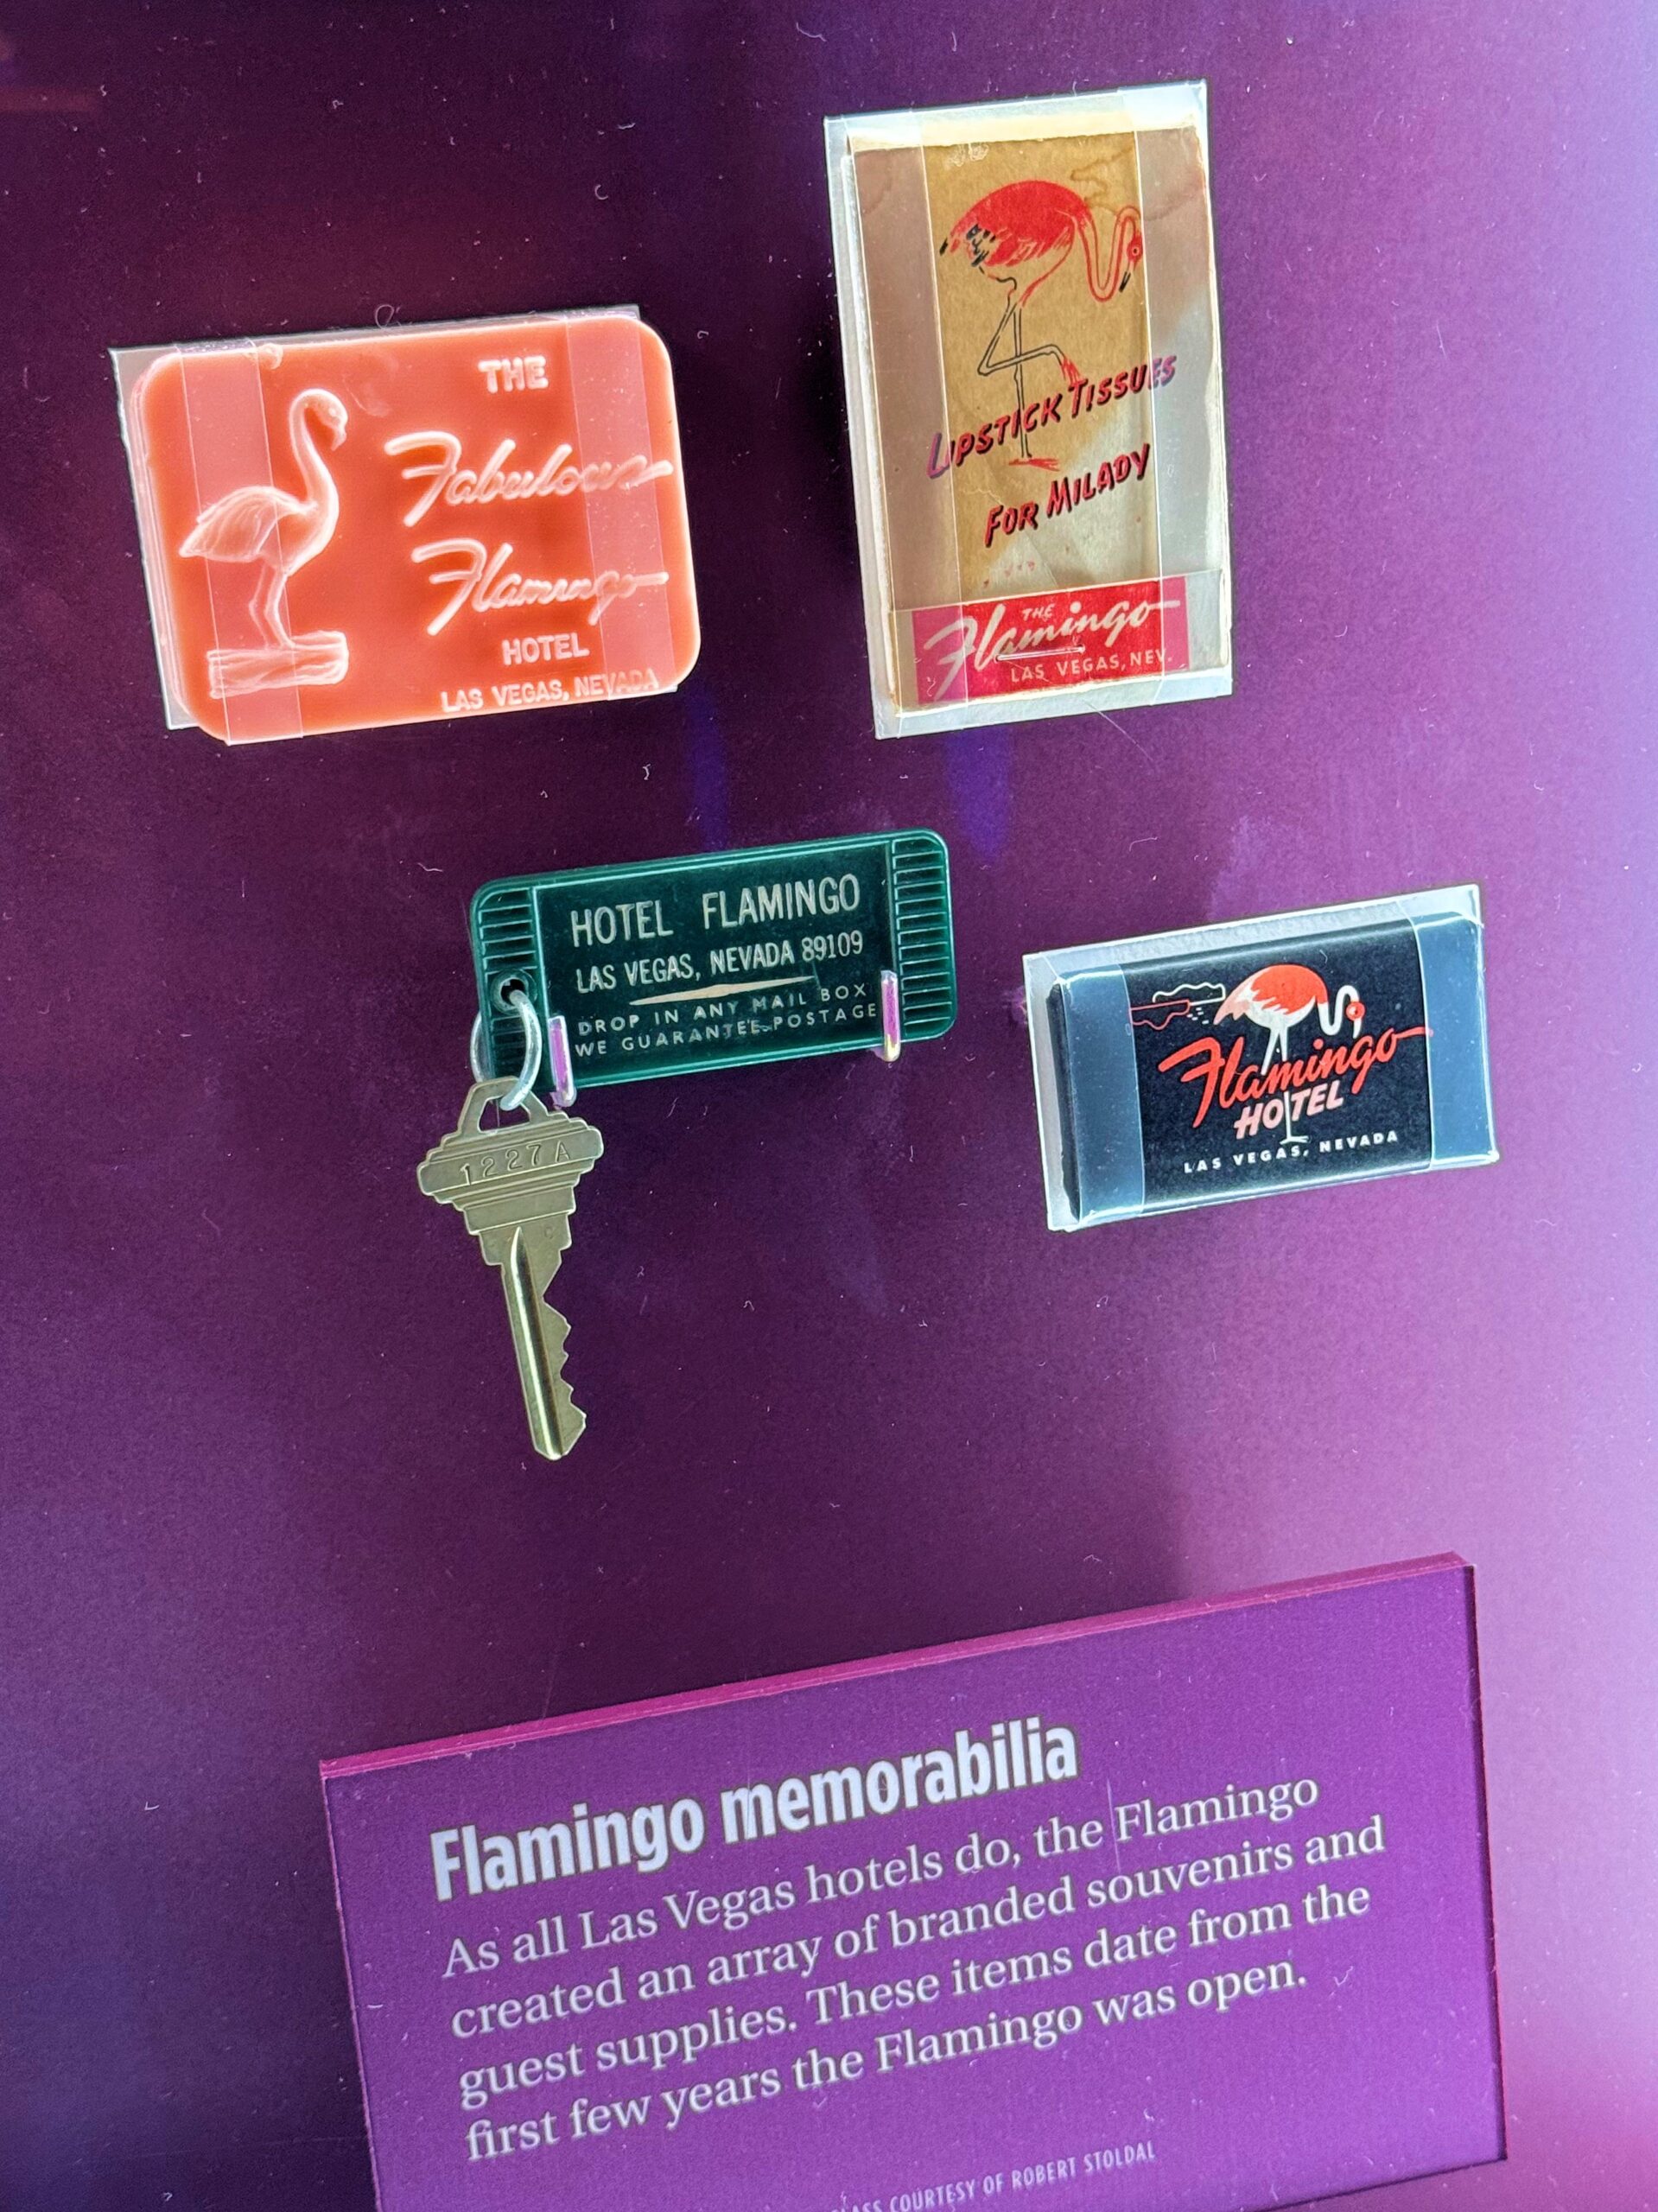 THE
Fabulous
Flamingo
HOTEL
LAS VEGAS, NEVADA
LIPSTICK TISSUES
FOR MILADY
THE
Flamingo
LAS VEGAS, NEV.
HOTEL FLAMINGO
LAS VEGAS, NEVADA 89109
DROP IN ANY MAIL BOX
WE GUARANTEE POSTAGE
1227A
Flamingo
HOTEL
LAS VEGAS, NEVADA
Flamingo memorabilia
As all Las Vegas hotels do, the Flamingo
created an array of branded souvenirs and
guest supplies. These items date from the
first few years the Flamingo was open.
COURTESY OF ROBERT STOLDAL